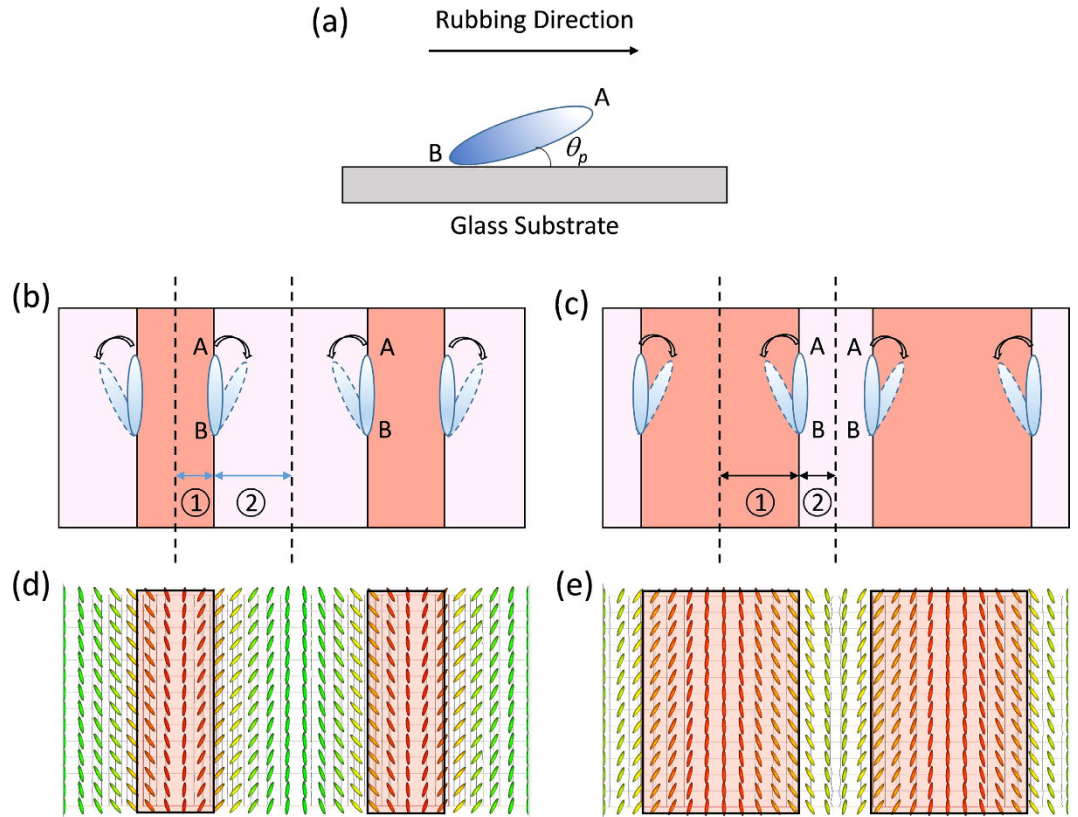 (a)
Rubbing Direction
A
B
θp
Glass Substrate
(b)
A
A
B
B
① ②
(c)
A
A
B
B
① ②
(d)
(e)